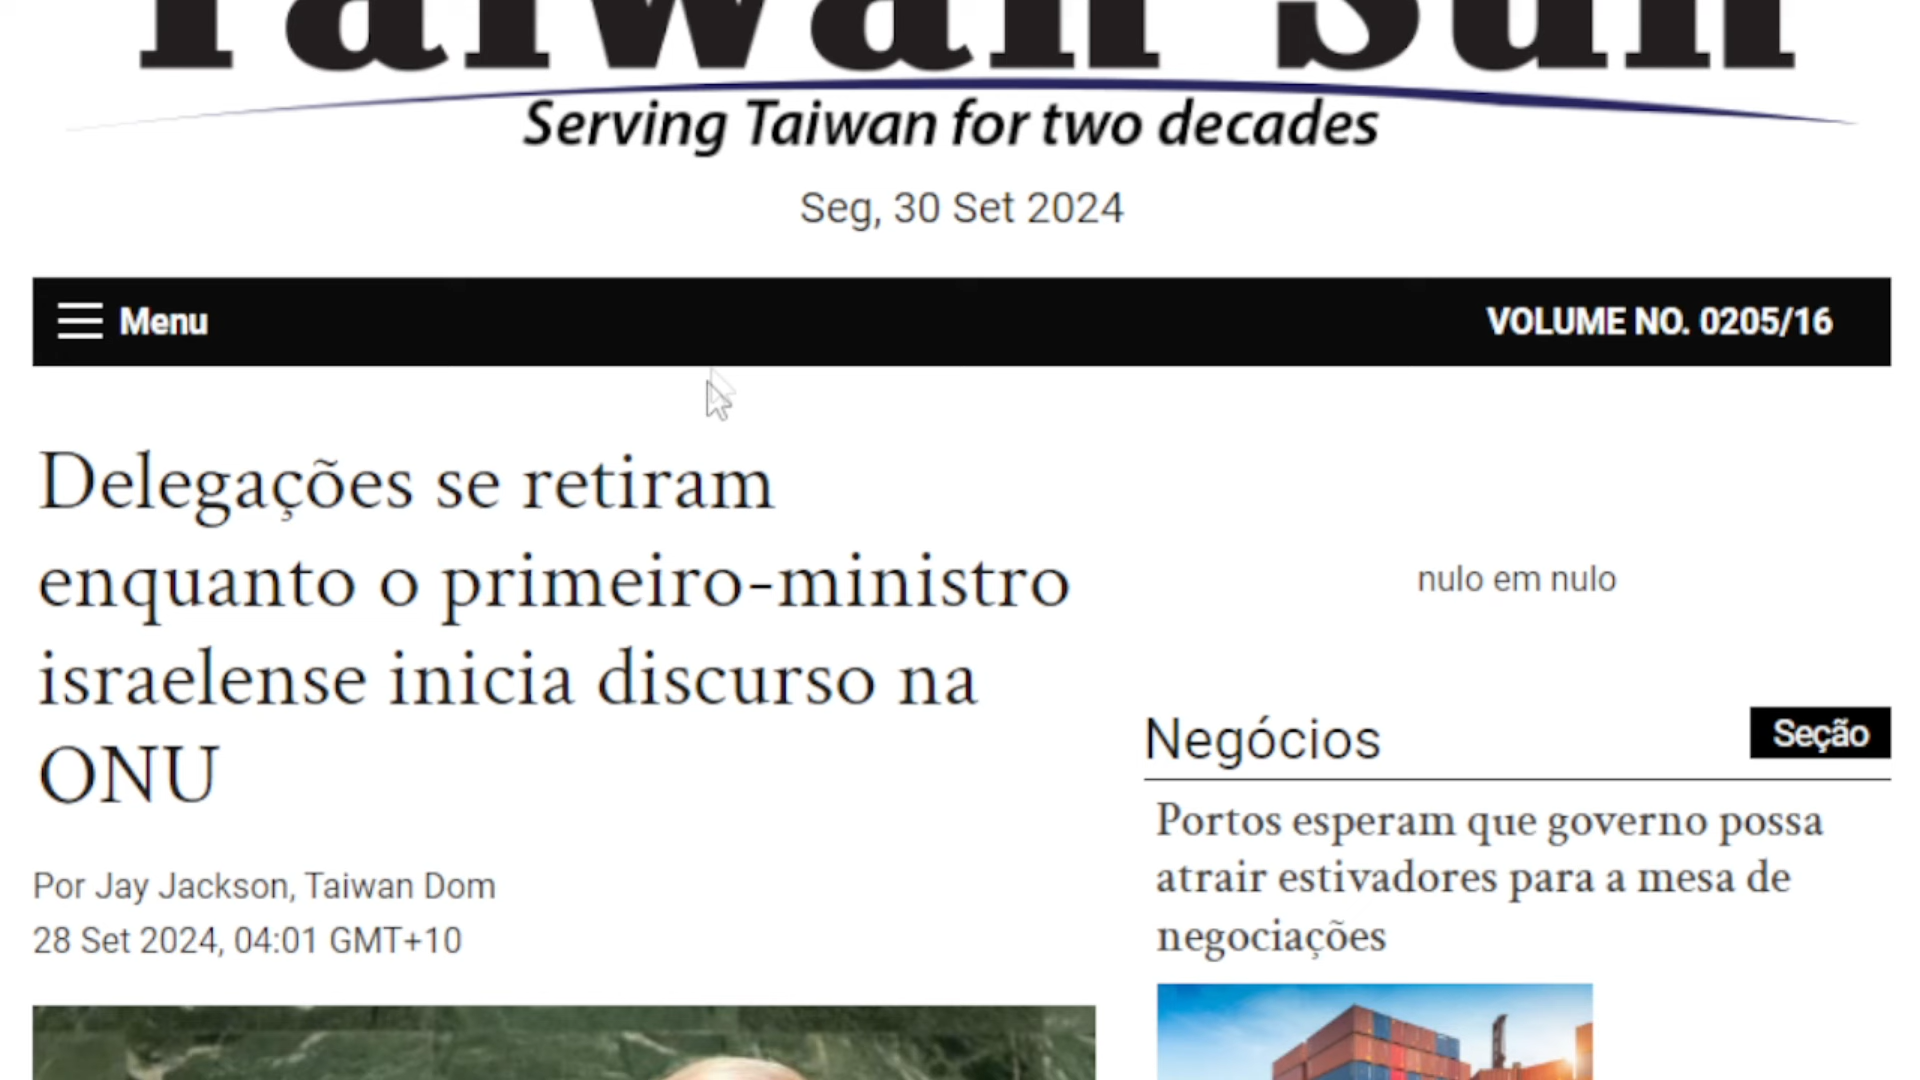 Taiwan Sun
Serving Taiwan for two decades
Seg, 30 Set 2024
Menu
VOLUME NO. 0205/16
Delegações se retiram
enquanto o primeiro-ministro
israelense inicia discurso na
ONU
Por Jay Jackson, Taiwan Dom
28 Set 2024, 04:01 GMT+10
nulo em nulo
Negócios
Seção
Portos esperam que governo possa
atrair estivadores para a mesa de
negociações